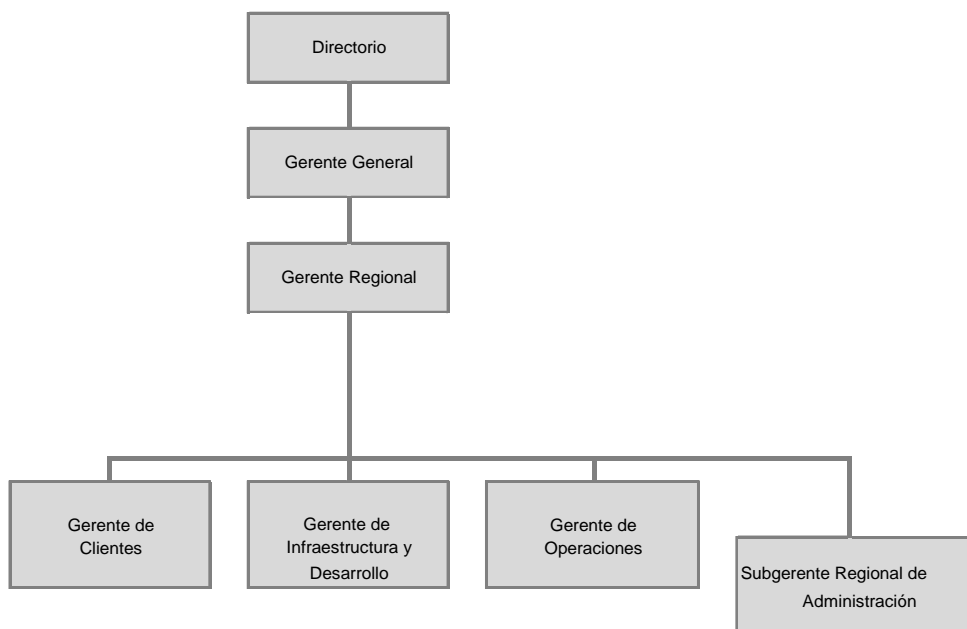 Directorio
Gerente General
Gerente Regional
Gerente de
Clientes
Gerente de
Infraestructura y
Desarrollo
Gerente de
Operaciones
Subgerente Regional de
Administración